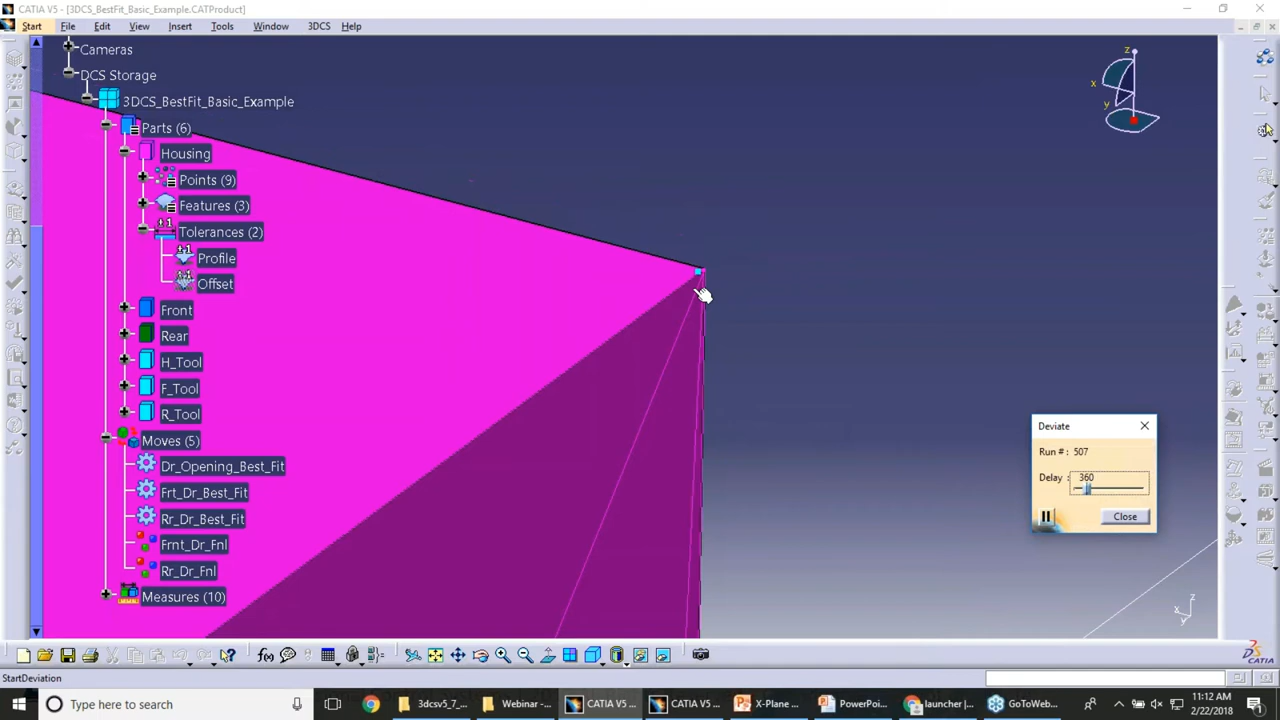 CATIA V5 - [3DCS_BestFit_Basic_Example.CATProduct]
Start File Edit View Insert Tools Window 3DCS Help
Cameras
DCS Storage
3DCS_BestFit_Basic_Example
Parts (6)
Housing
Points (9)
Features (3)
Tolerances (2)
Profile
Offset
Front
Rear
H_Tool
F_Tool
R_Tool
Moves (5)
Dr_Opening_Best_Fit
Frt_Dr_Best_Fit
Rr_Dr_Best_Fit
Frnt_Dr_Fnl
Rr_Dr_Fnl
Measures (10)
z
x
y
Deviate
Run # : 507
Delay : 360
Close
z
x
y
f(x)
CATIA
StartDeviation
Type here to search
3dcsv5_7_...
Webinar -...
CATIA V5 ...
CATIA V5 ...
X-Plane ...
PowerPoi...
launcher |...
GoToWeb...
11:12 AM
2/22/2018